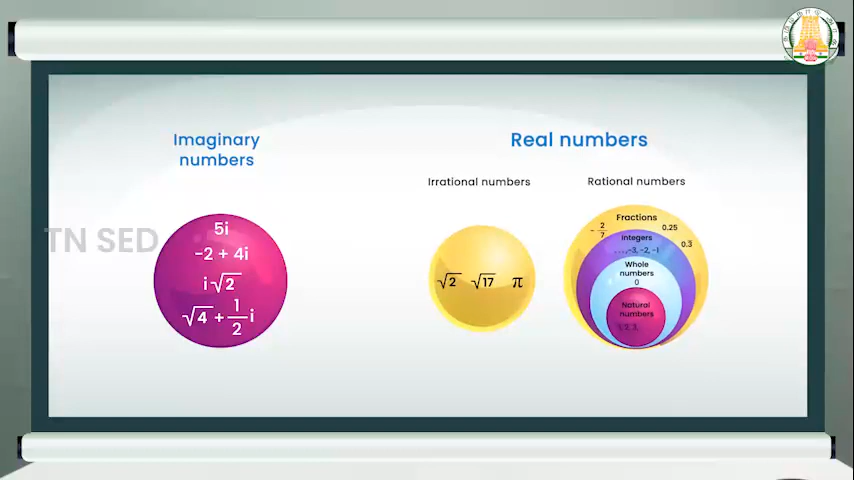 Imaginary
numbers
5i
-2 + 4i
i√2
√4 + 1/2 i
Real numbers
Irrational numbers
√2 √17 π
Rational numbers
Fractions
- 2/7
0.25
0.3̅
Integers
....,-3, -2, -1
Whole
numbers
0
Natural
numbers
1, 2, 3,
TN SED